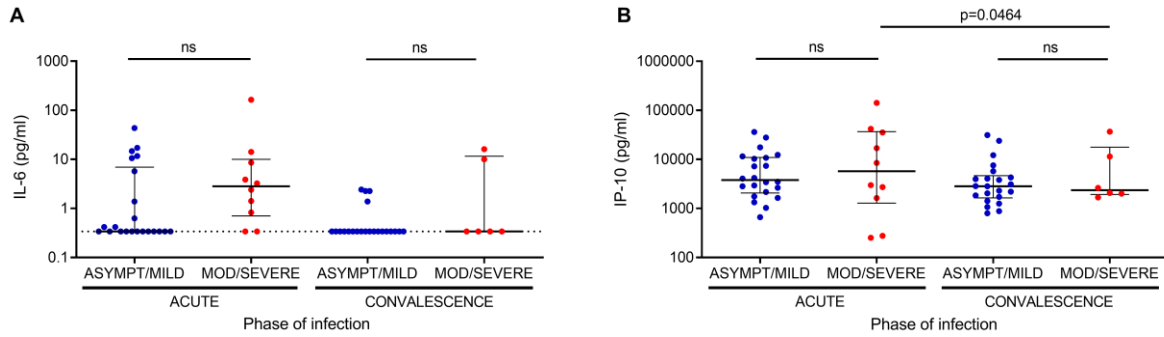 A
ns
ns
1000
100
10
1
0.1
IL-6 (pg/ml)
ASYMPT/MILD MOD/SEVERE ASYMPT/MILD MOD/SEVERE
ACUTE CONVALESCENCE
Phase of infection
B
p=0.0464
ns
ns
1000000
100000
10000
1000
100
IP-10 (pg/ml)
ASYMPT/MILD MOD/SEVERE ASYMPT/MILD MOD/SEVERE
ACUTE CONVALESCENCE
Phase of infection